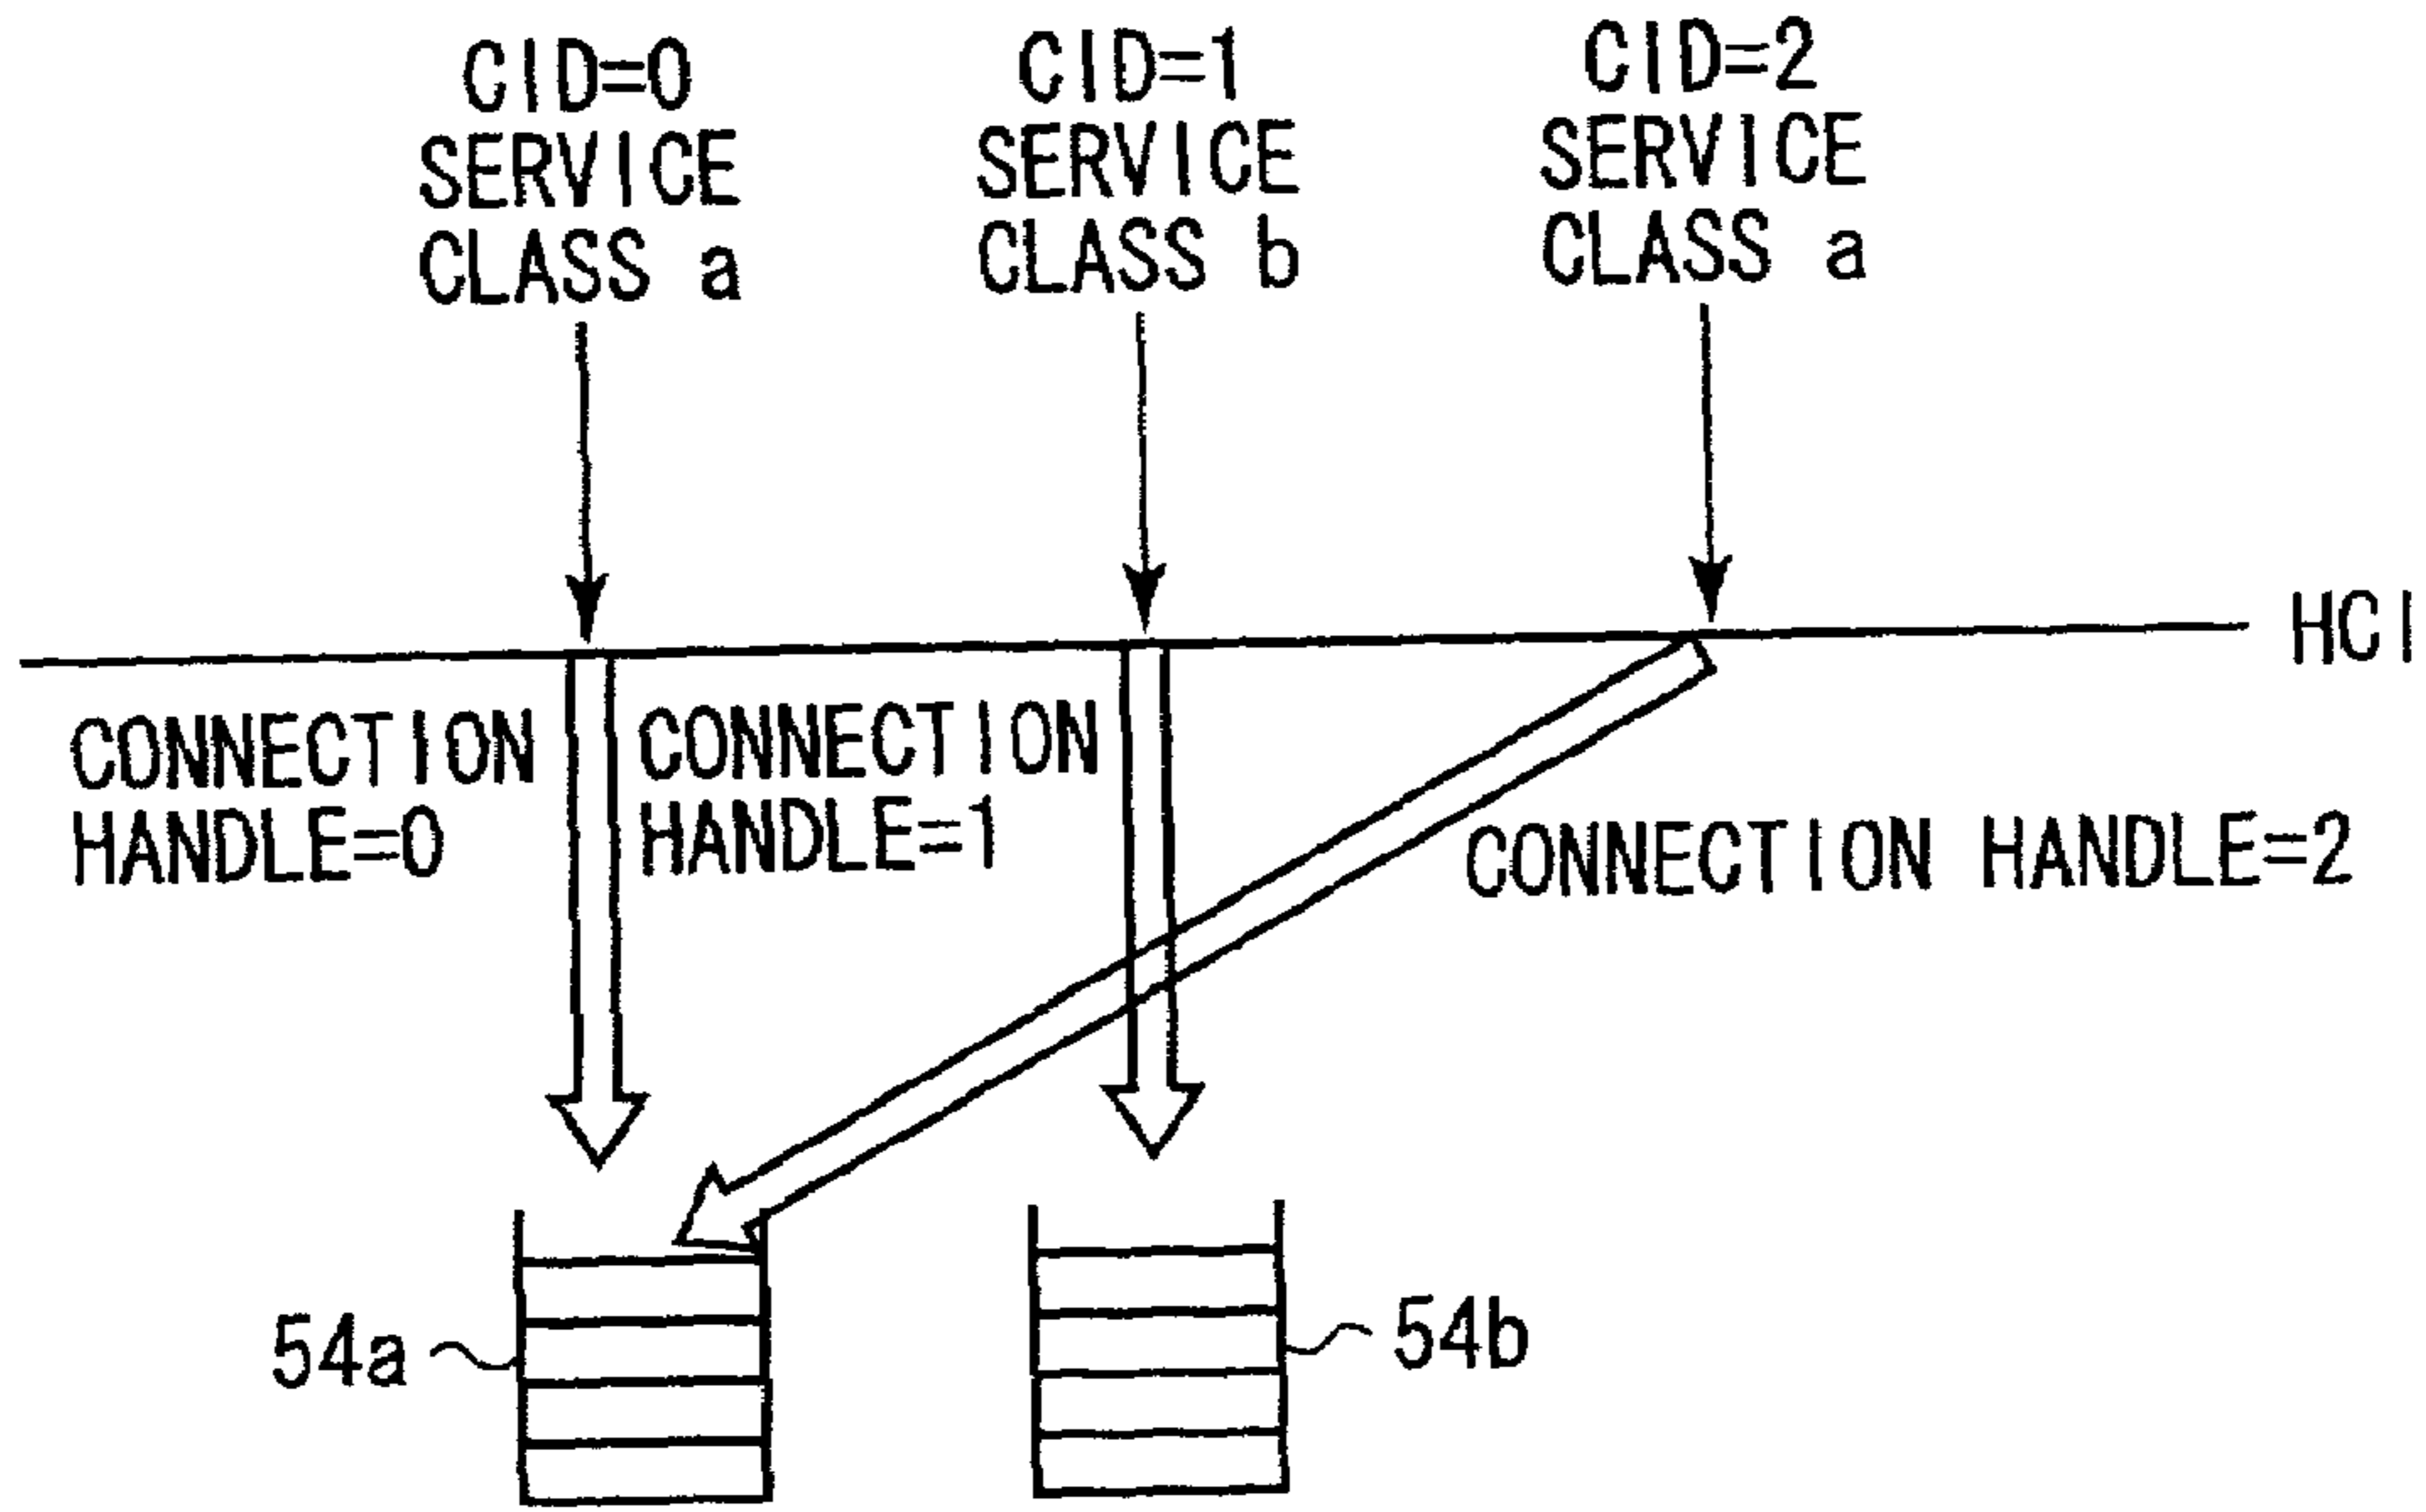 CID=0
SERVICE
CLASS a
CID=1
SERVICE
CLASS b
CID=2
SERVICE
CLASS a
HCI
CONNECTION
HANDLE=0
CONNECTION
HANDLE=1
CONNECTION HANDLE=2
54a
54b